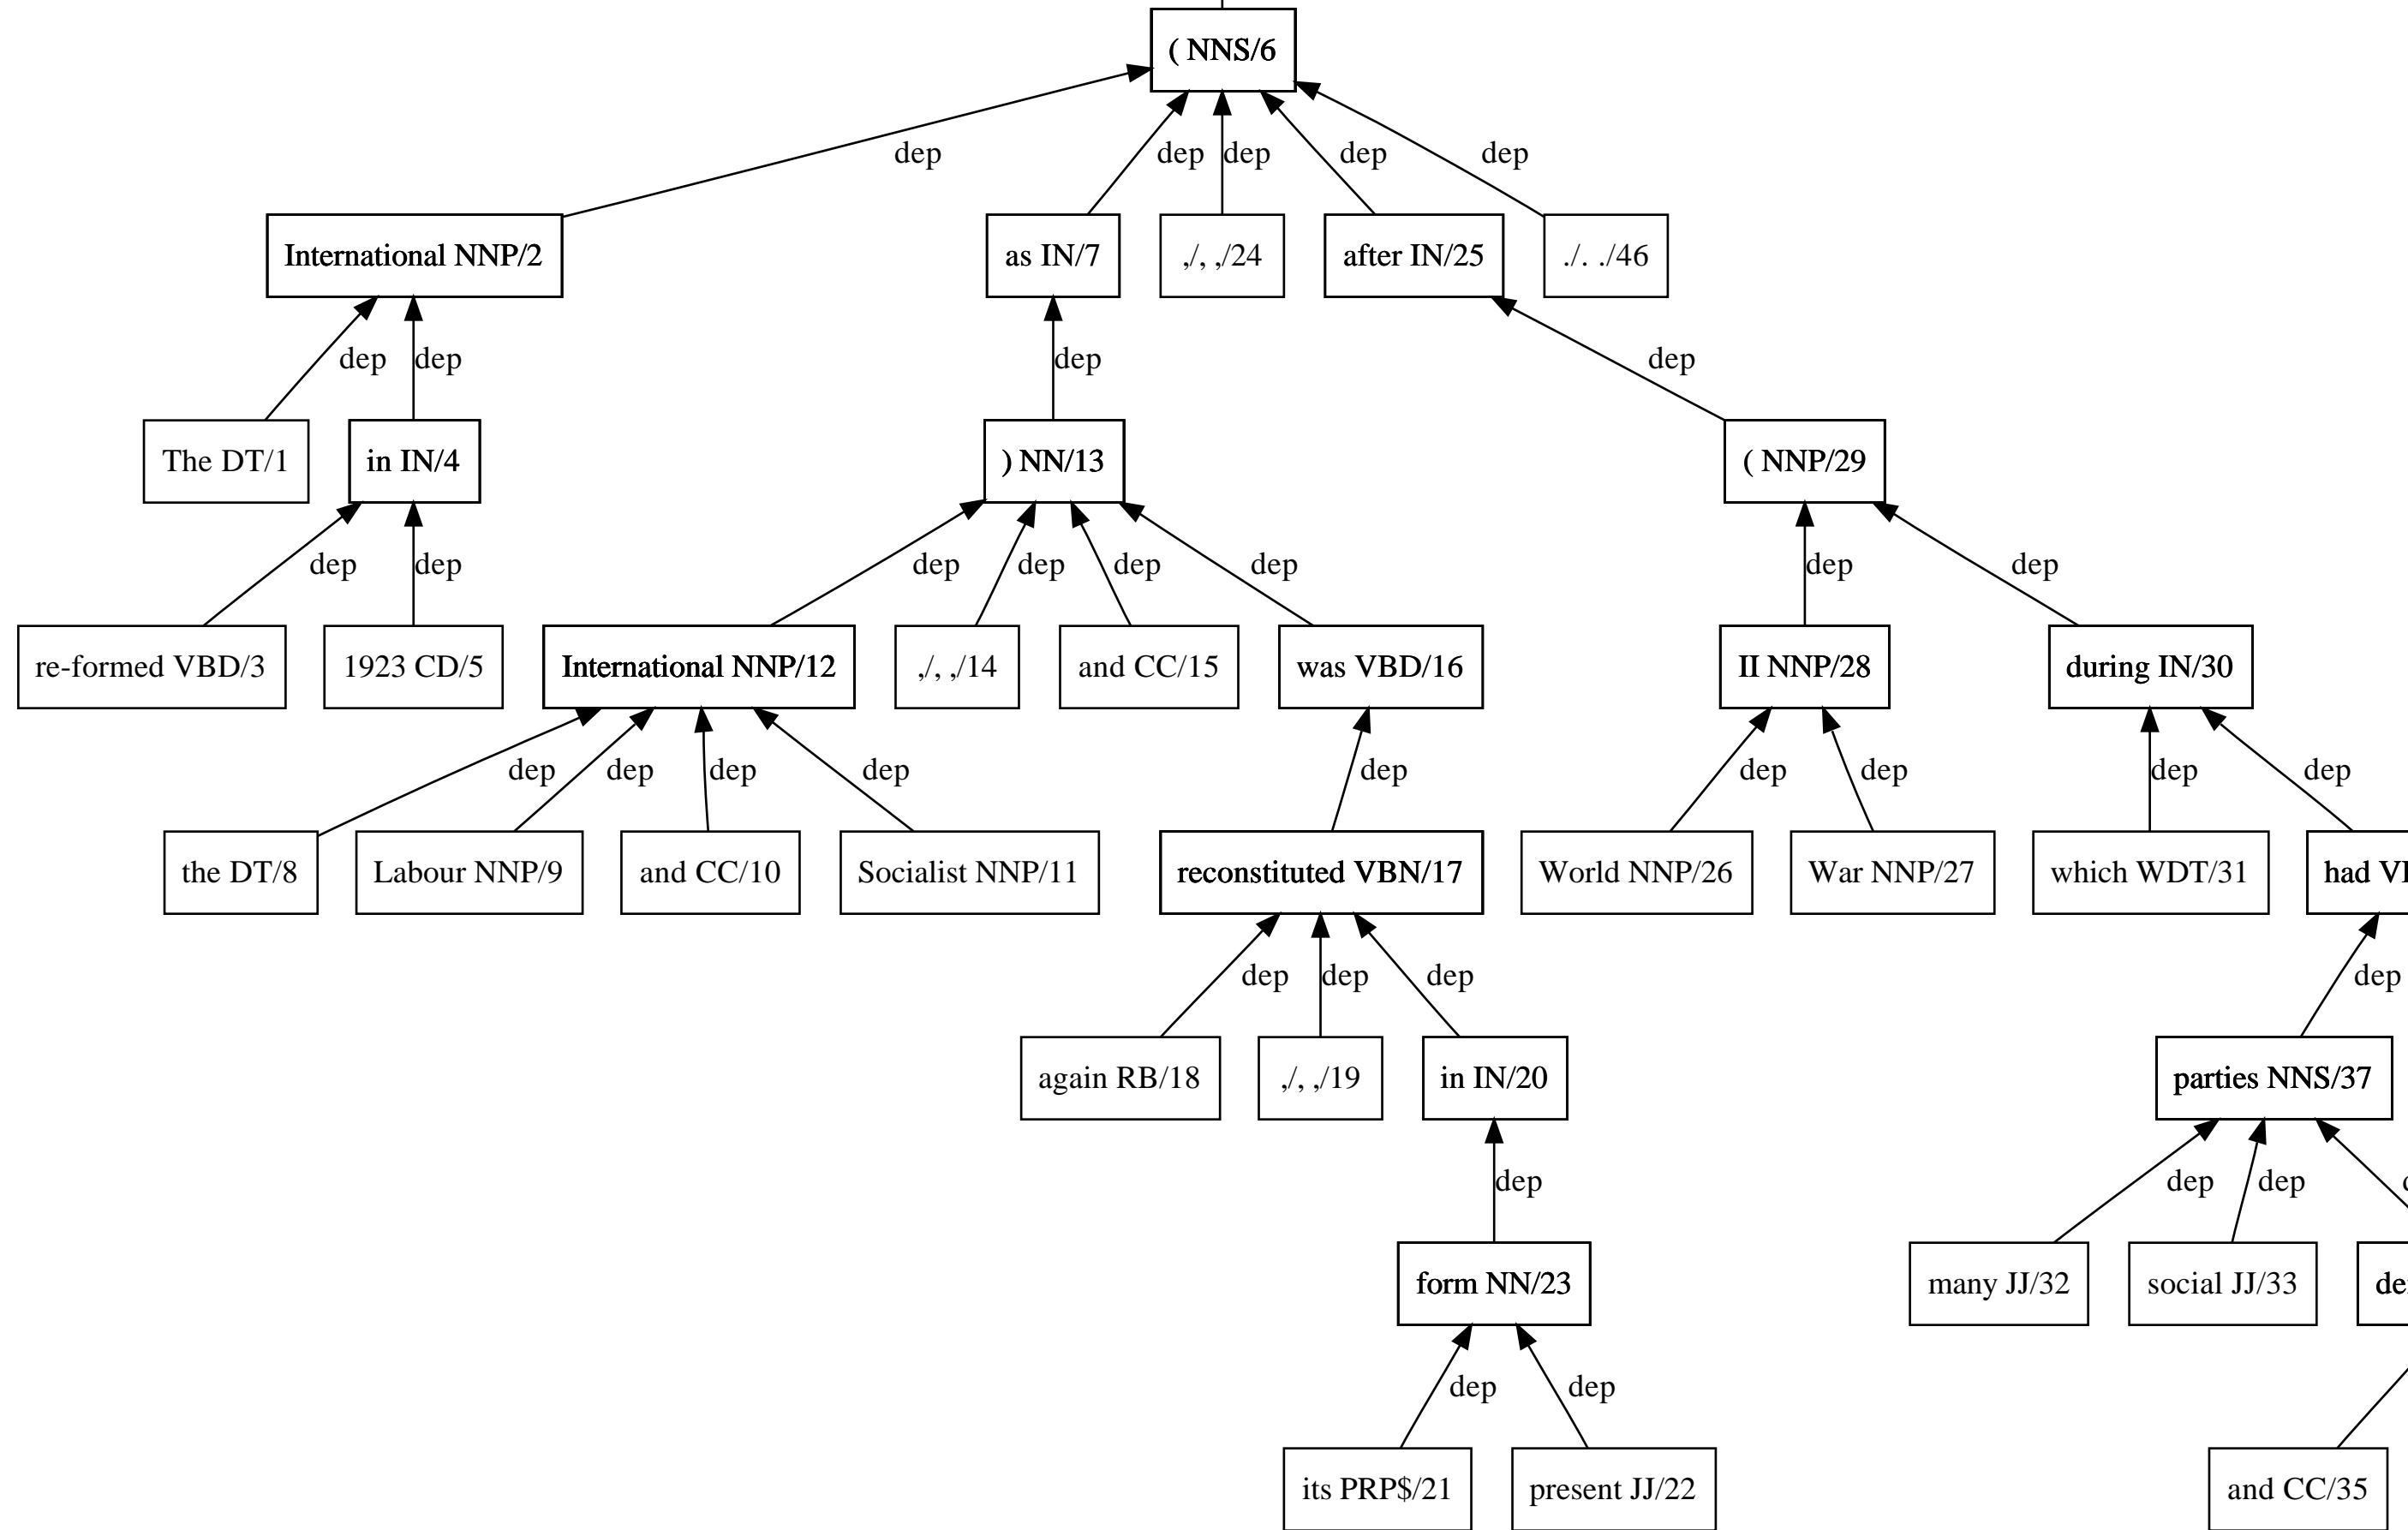 ( NNS/6
dep dep dep dep dep
International NNP/2 as IN/7 ,/, ,/24 after IN/25 ./. ./46
dep dep dep dep
The DT/1 in IN/4 ) NN/13 ( NNP/29
dep dep dep dep dep dep dep dep
re-formed VBD/3 1923 CD/5 International NNP/12 ,/, ,/14 and CC/15 was VBD/16 II NNP/28 during IN/30
dep dep dep dep dep dep dep dep dep
the DT/8 Labour NNP/9 and CC/10 Socialist NNP/11 reconstituted VBN/17 World NNP/26 War NNP/27 which WDT/31 had
dep dep dep dep
again RB/18 ,/, ,/19 in IN/20 parties NNS/37
dep dep dep
form NN/23 many JJ/32 social JJ/33
dep dep
its PRP$/21 present JJ/22 and CC/35